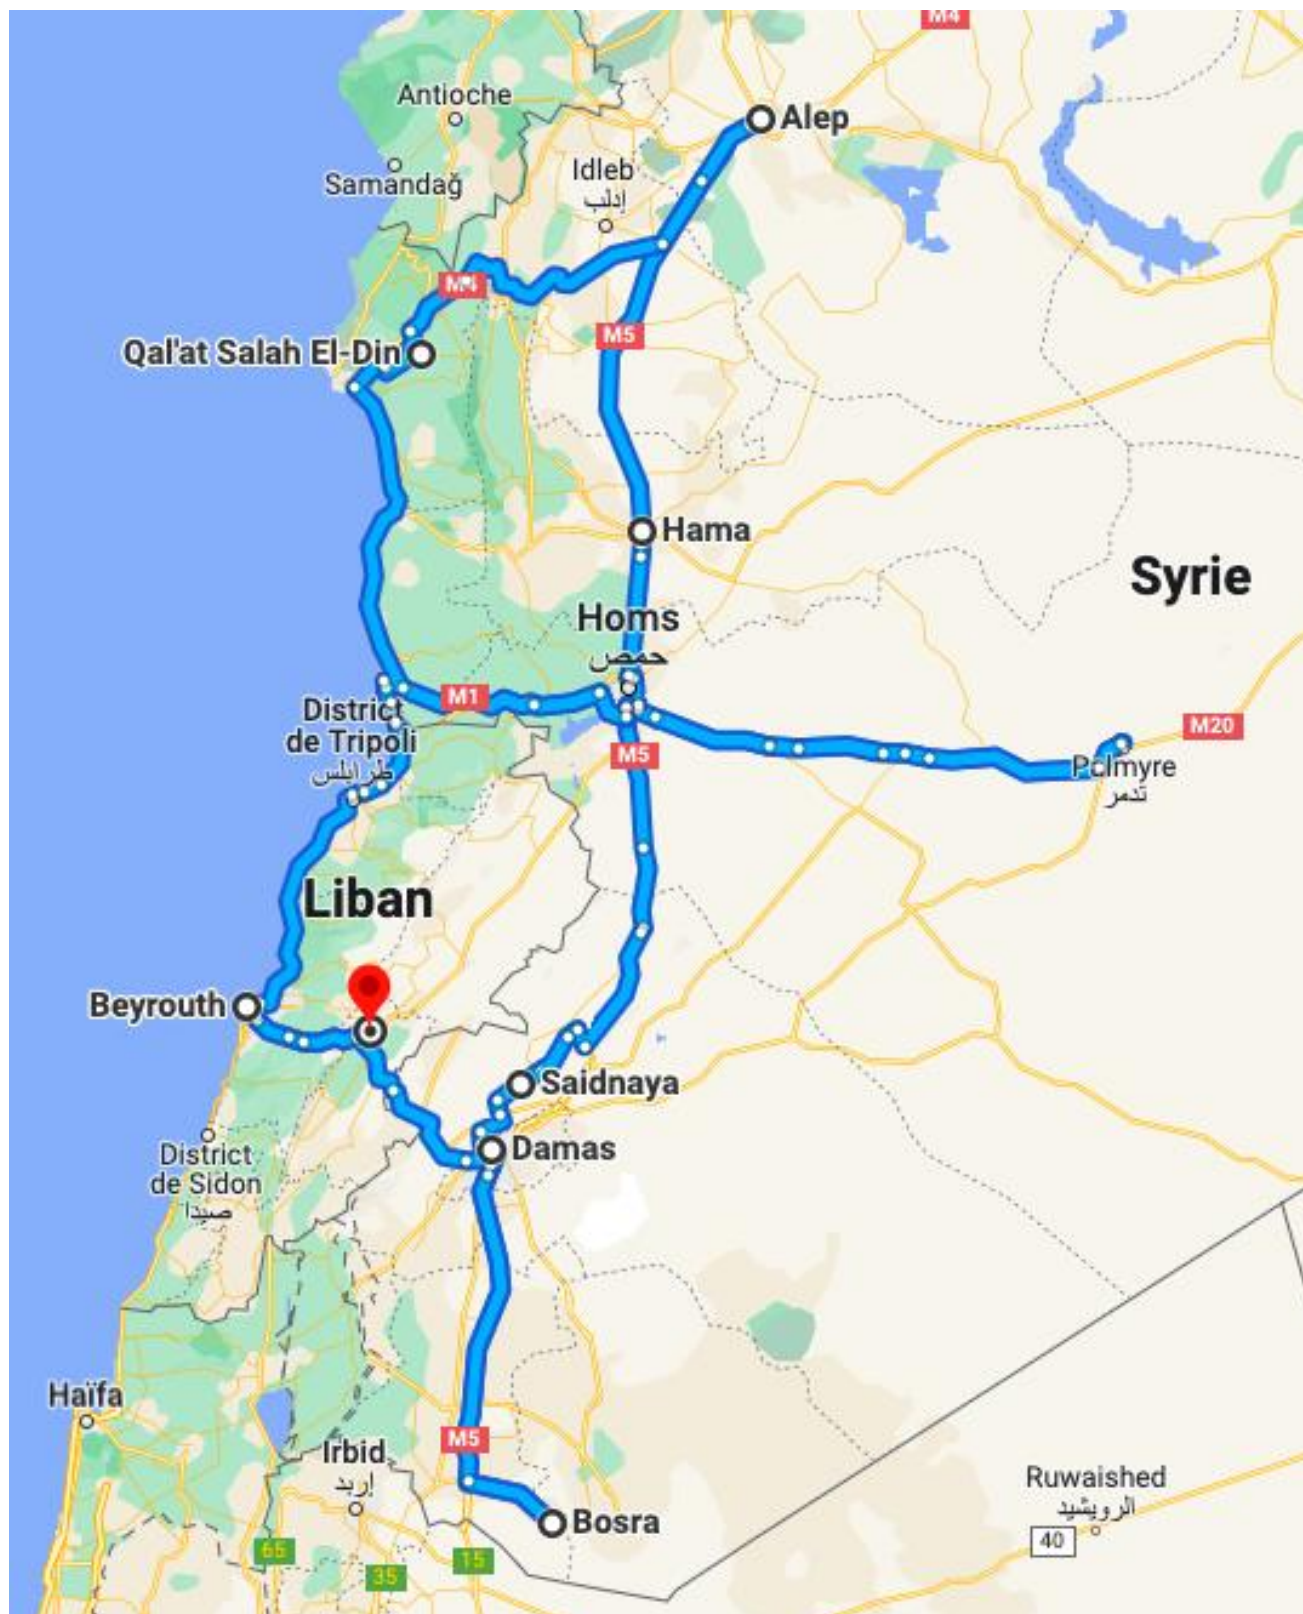 M4
Antioche
Alep
Samandağ
Idleb
إدلب
M4
M5
Qal'at Salah El-Din
Hama
Syrie
Homs
حمص
M1
District
de Tripoli
طرابلس
M20
M5
Palmyre
تدمر
Liban
Beyrouth
Saidnaya
Damas
District
de Sidon
صيدا
Haïfa
M5
Irbid
إربد
Ruwaished
الرويشيد
Bosra
40
65
15
35